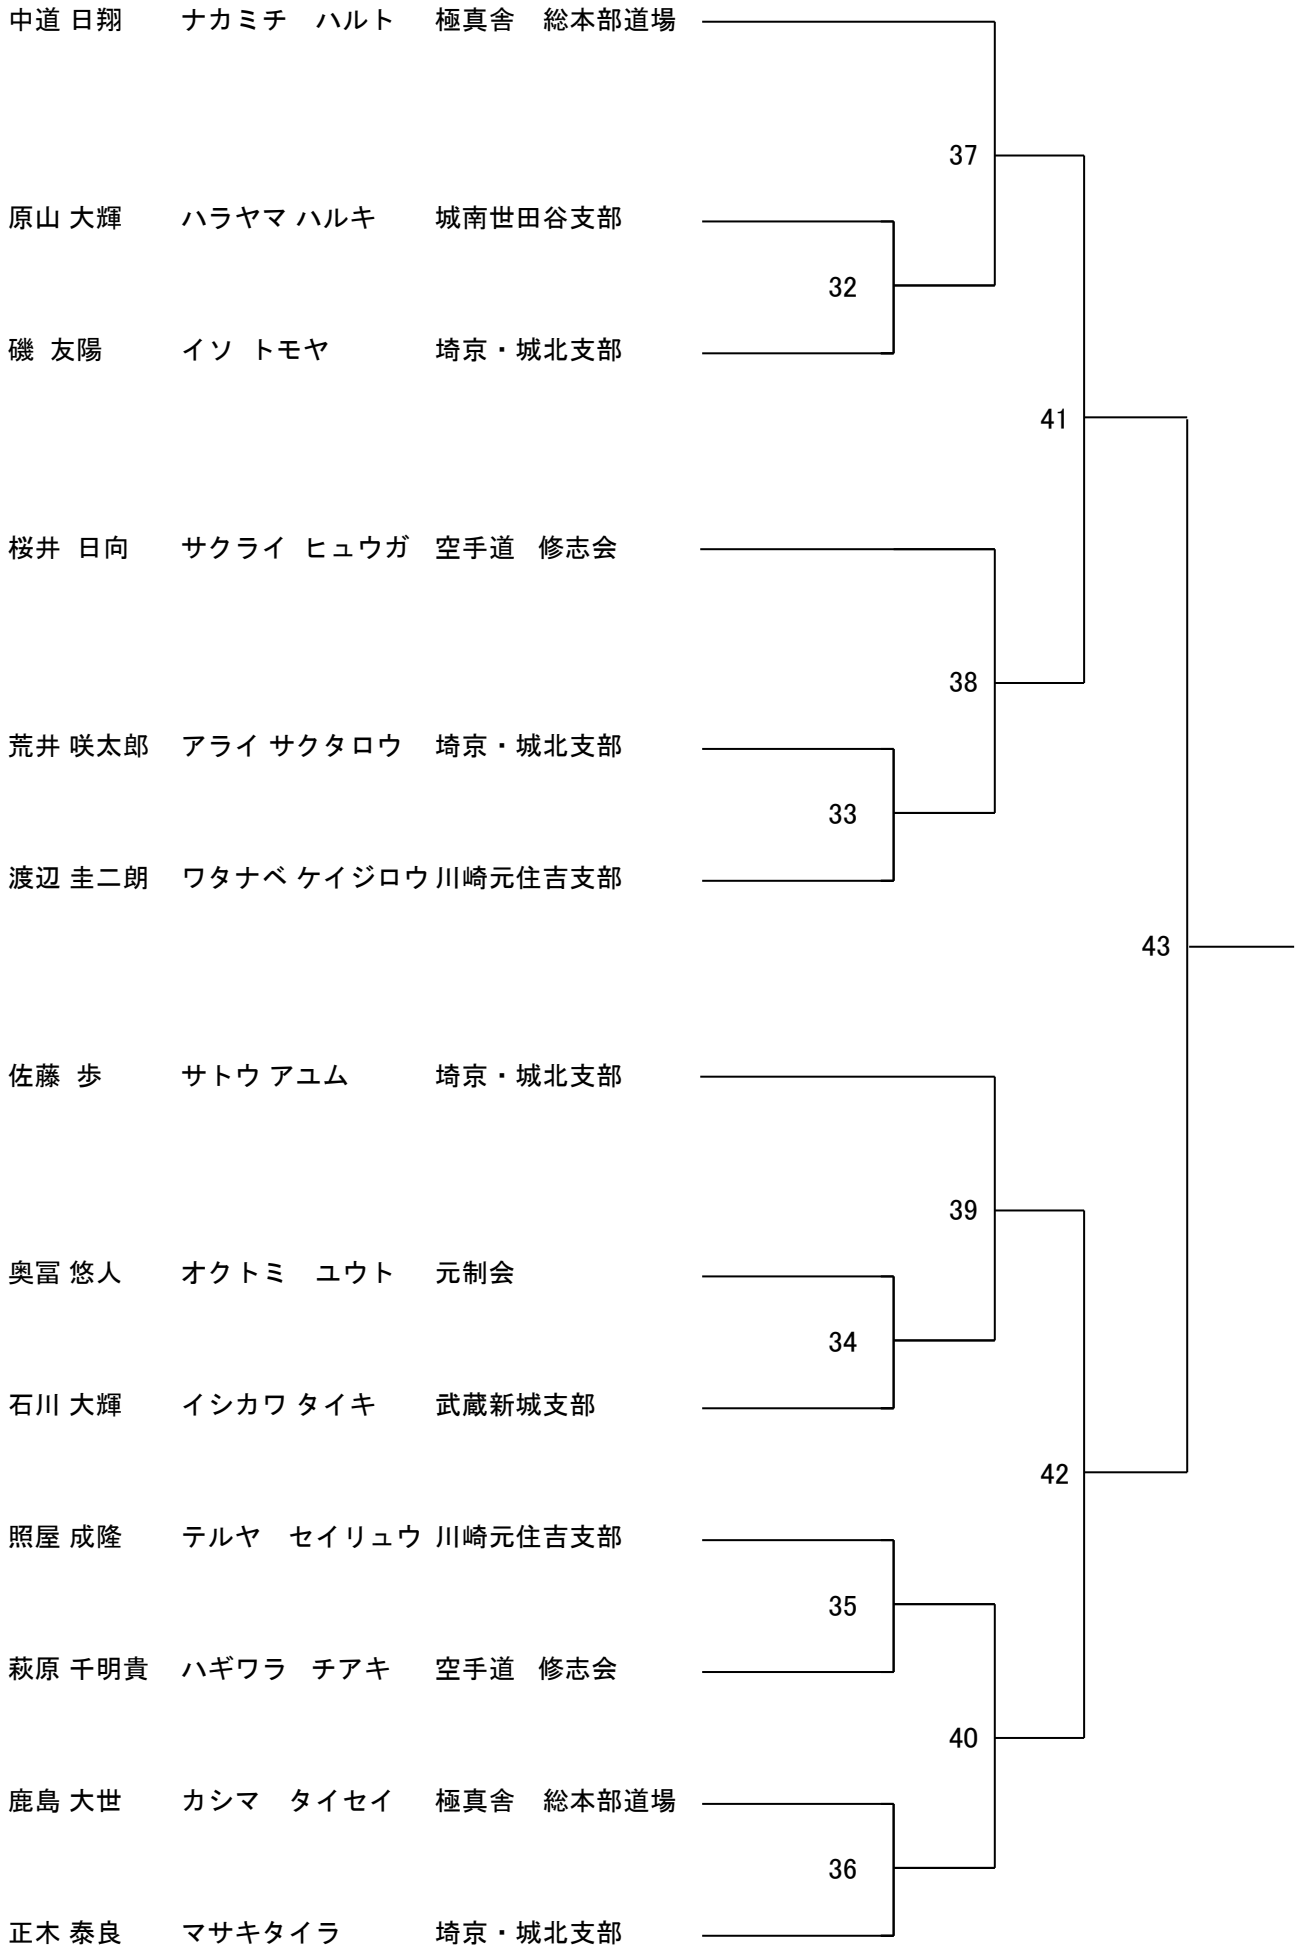 中道 日翔 ナカミチ　ハルト 極真舎　総本部道場
37
原山 大輝 ハラヤマ ハルキ 城南世田谷支部
32
磯 友陽 イソ トモヤ 埼京・城北支部
41
桜井 日向 サクライ ヒュウガ 空手道 修志会
38
荒井 咲太郎 アライ サクタロウ 埼京・城北支部
33
渡辺 圭二朗 ワタナベ ケイジロウ 川崎元住吉支部
43
佐藤 歩 サトウ アユム 埼京・城北支部
39
奥冨 悠人 オクトミ　ユウト 元制会
34
石川 大輝 イシカワ タイキ 武蔵新城支部
42
照屋 成隆 テルヤ　セイリュウ 川崎元住吉支部
35
萩原 千明貴 ハギワラ　チアキ 空手道 修志会
40
鹿島 大世 カシマ　タイセイ 極真舎　総本部道場
36
正木 泰良 マサキタイラ 埼京・城北支部